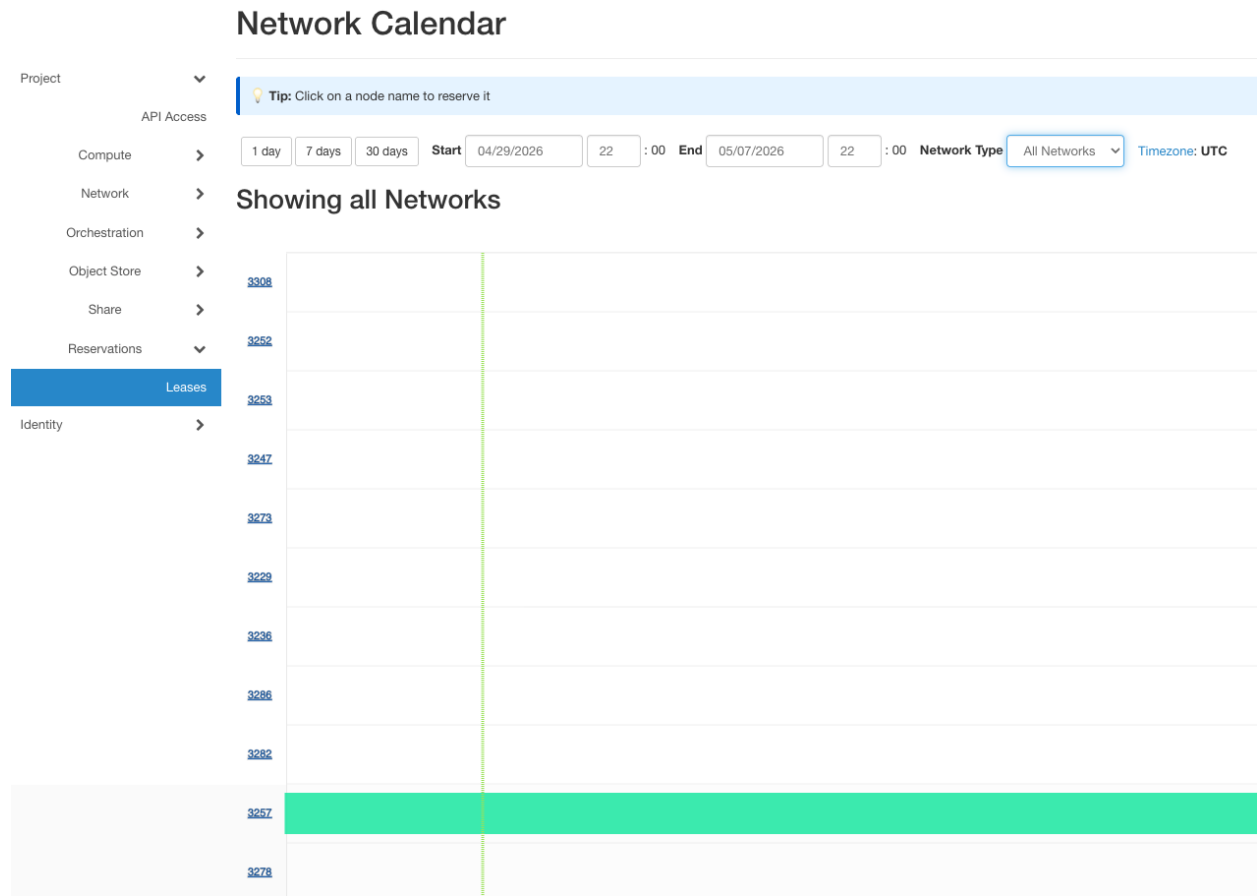 Network Calendar
Project
API Access
Compute
Network
Orchestration
Object Store
Share
Reservations
Leases
Identity
Tip: Click on a node name to reserve it
1 day 7 days 30 days Start 04/29/2026 22 : 00 End 05/07/2026 22 : 00 Network Type All Networks Timezone: UTC
Showing all Networks
3308
3252
3253
3247
3273
3229
3236
3286
3282
3257
3278